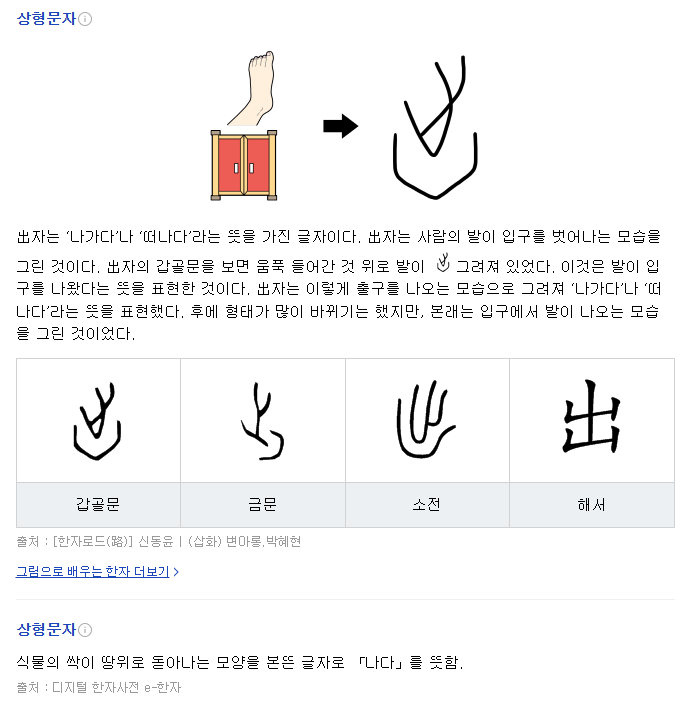 상형문자
出자는 ‘나가다’나 ‘떠나다’라는 뜻을 가진 글자이다. 出자는 사람의 발이 입구를 벗어나는 모습을
그린 것이다. 出자의 갑골문을 보면 움푹 들어간 것 위로 발이 그려져 있었다. 이것은 발이 입
구를 나왔다는 뜻을 표현한 것이다. 出자는 이렇게 출구를 나오는 모습으로 그려져 ‘나가다’나 ‘떠
나다’라는 뜻을 표현했다. 후에 형태가 많이 바뀌기는 했지만, 본래는 입구에서 발이 나오는 모습
을 그린 것이었다.
出
갑골문 금문 소전 해서
출처 : [한자로드(路)] 신동윤 | (삽화) 변아롱,박혜현
그림으로 배우는 한자 더보기 >
상형문자
식물의 싹이 땅위로 돋아나는 모양을 본뜬 글자로 「나다」를 뜻함.
출처 : 디지털 한자사전 e-한자